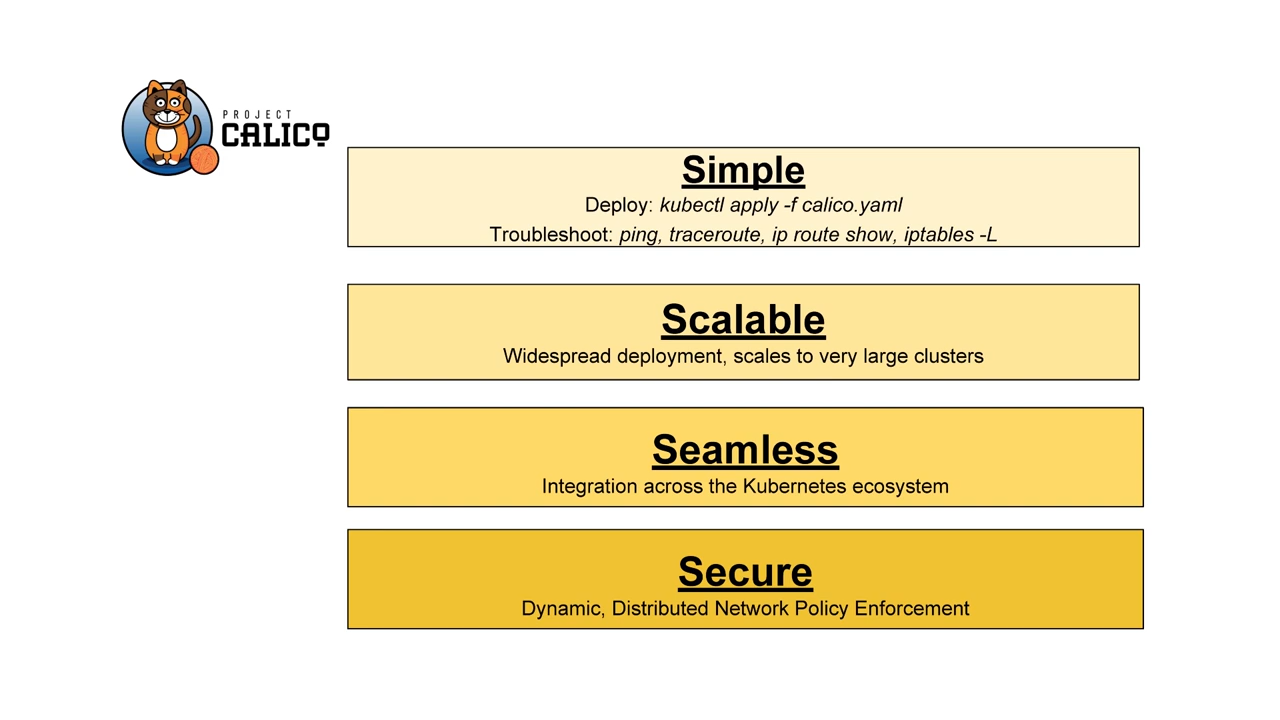 PROJECT
CALICO
Simple
Deploy: kubectl apply -f calico.yaml
Troubleshoot: ping, traceroute, ip route show, iptables -L
Scalable
Widespread deployment, scales to very large clusters
Seamless
Integration across the Kubernetes ecosystem
Secure
Dynamic, Distributed Network Policy Enforcement